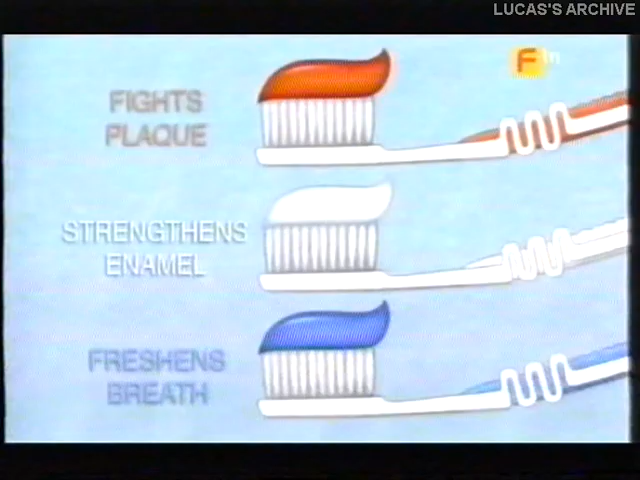 LUCAS'S ARCHIVE
F
FIGHTS
PLAQUE
STRENGTHENS
ENAMEL
FRESHENS
BREATH